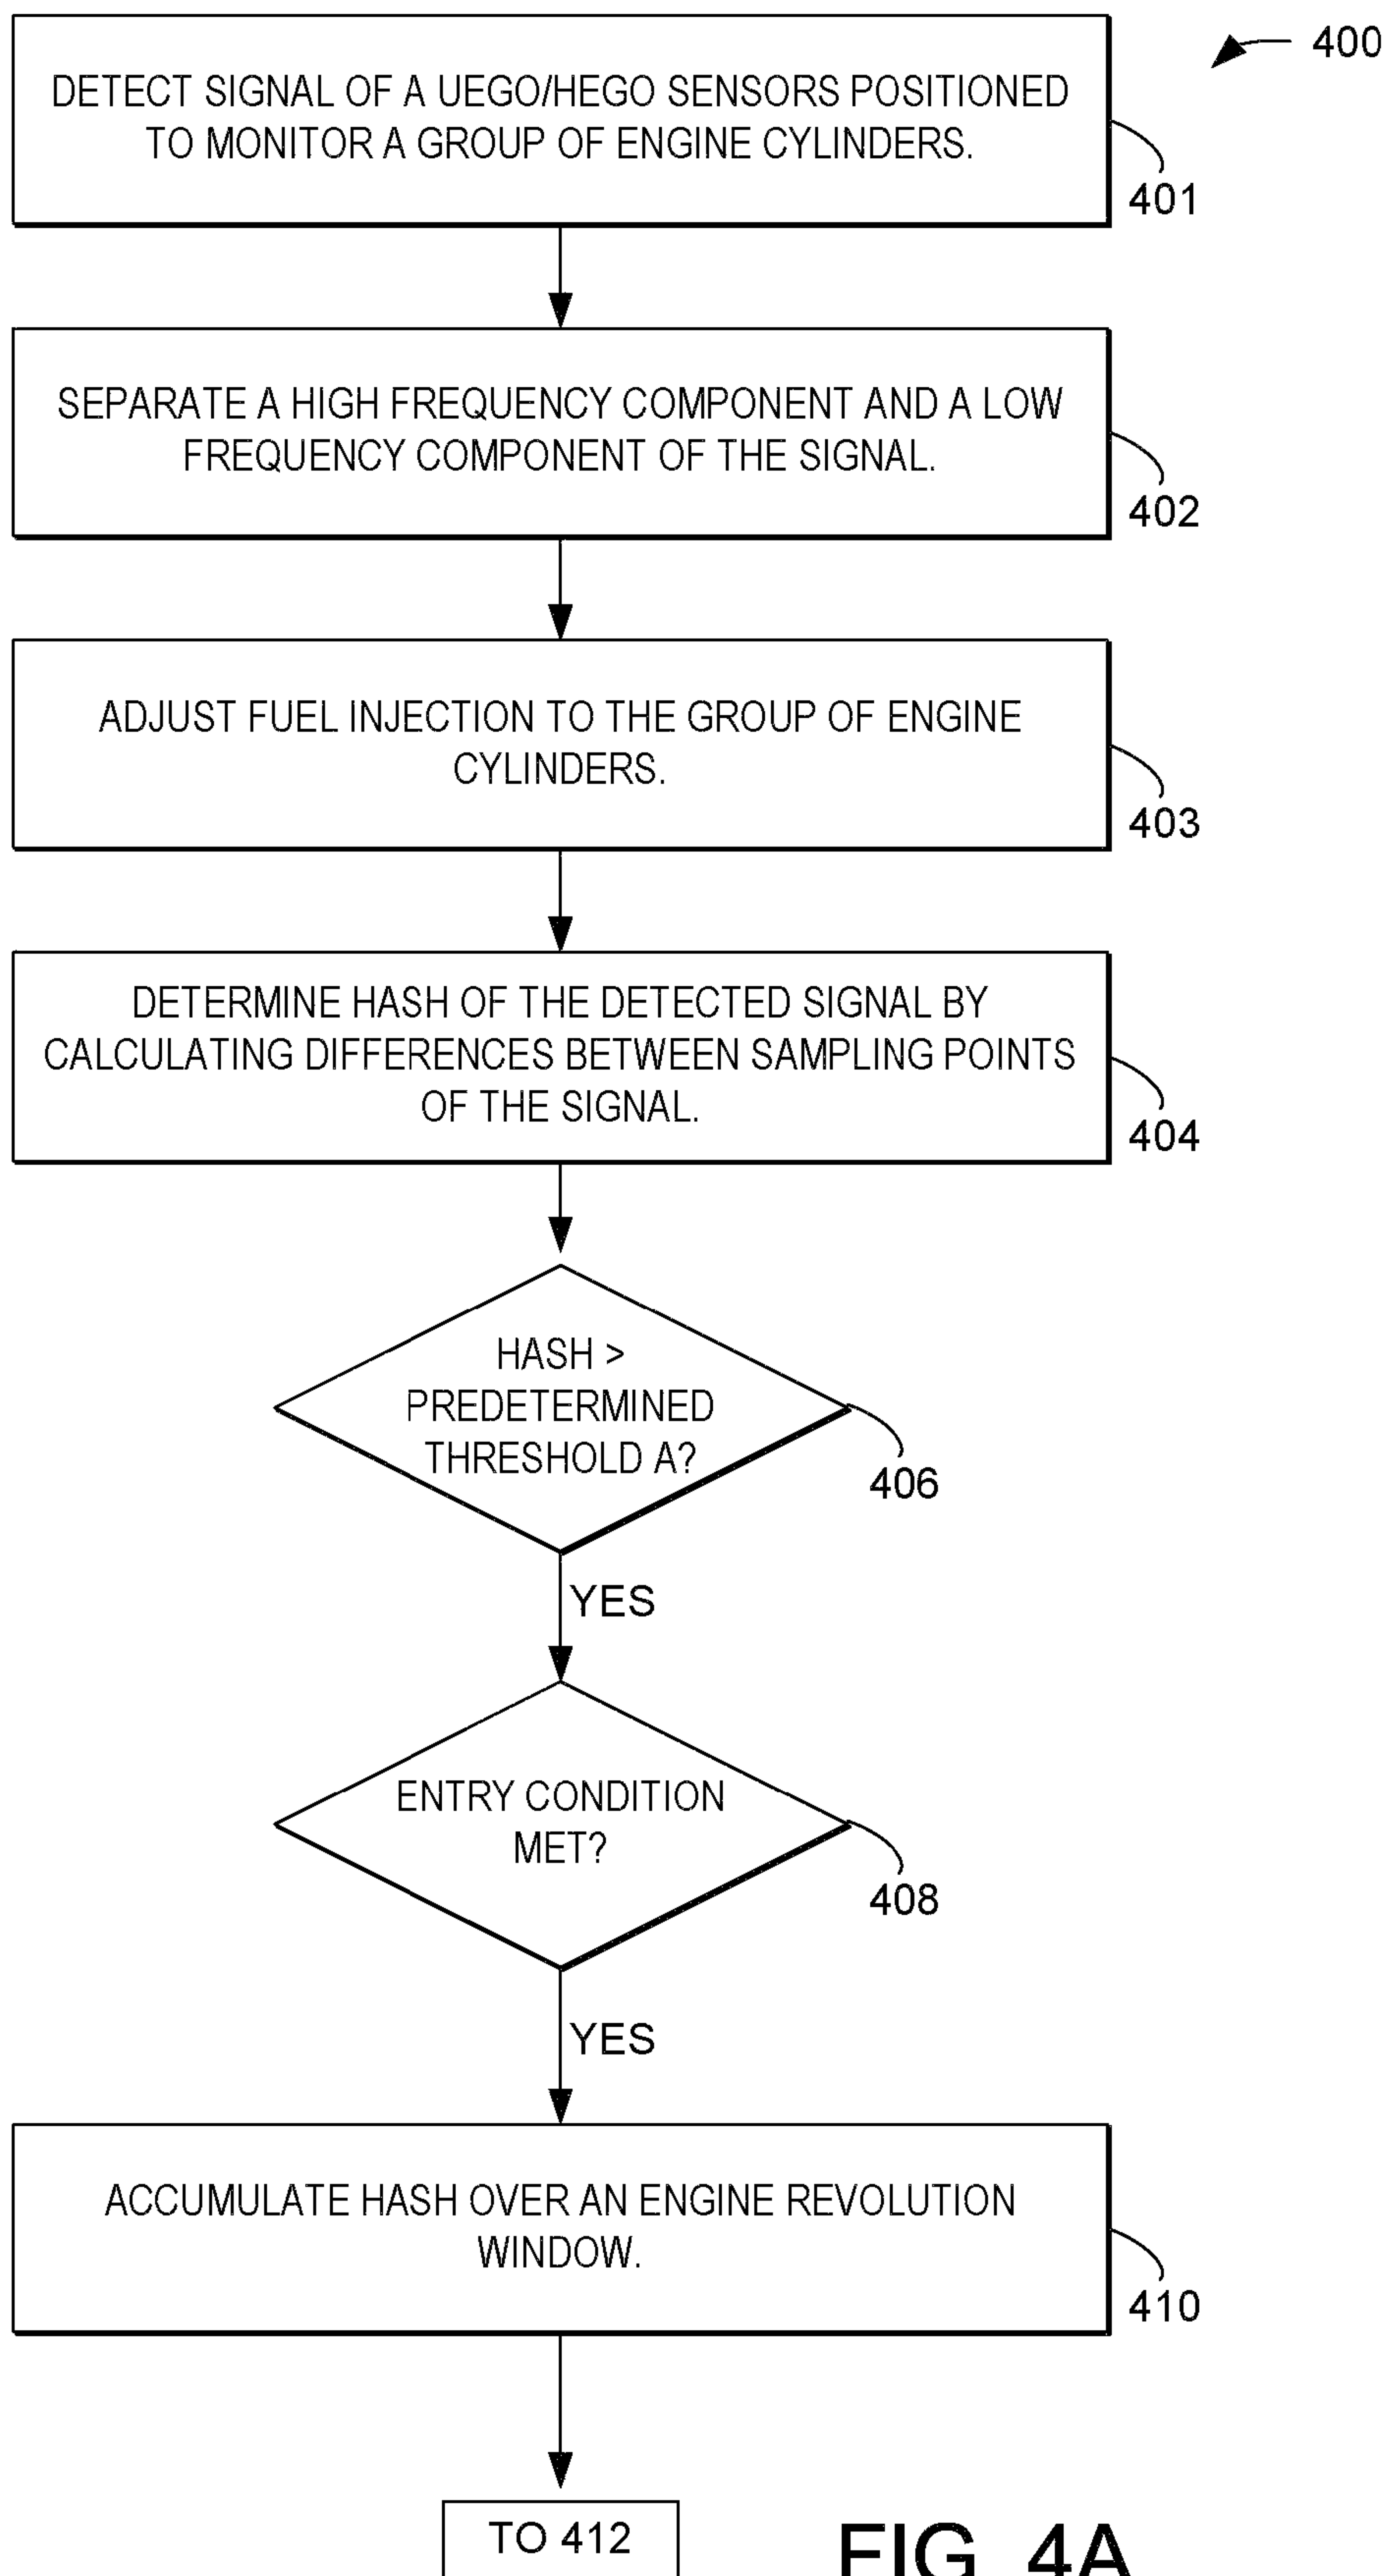 400
DETECT SIGNAL OF A UEGO/HEGO SENSORS POSITIONED
TO MONITOR A GROUP OF ENGINE CYLINDERS.
401
SEPARATE A HIGH FREQUENCY COMPONENT AND A LOW
FREQUENCY COMPONENT OF THE SIGNAL.
402
ADJUST FUEL INJECTION TO THE GROUP OF ENGINE
CYLINDERS.
403
DETERMINE HASH OF THE DETECTED SIGNAL BY
CALCULATING DIFFERENCES BETWEEN SAMPLING POINTS
OF THE SIGNAL.
404
HASH >
PREDETERMINED
THRESHOLD A?
406
YES
ENTRY CONDITION
MET?
408
YES
ACCUMULATE HASH OVER AN ENGINE REVOLUTION
WINDOW.
410
TO 412
FIG. 4A